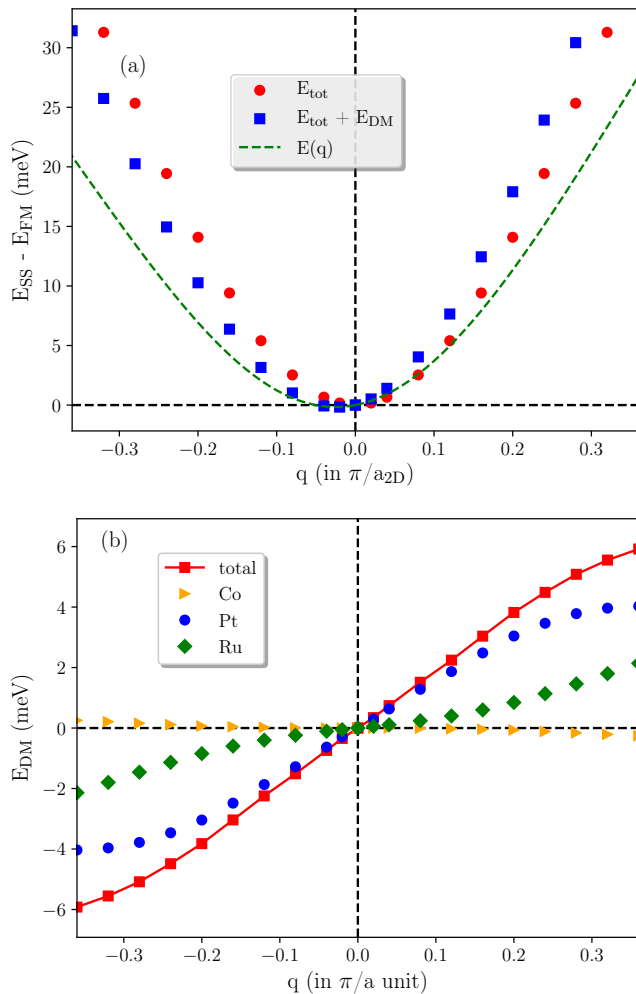 30
25
20
15
10
5
0
E_SS - E_FM (meV)
(a)
E_tot
E_tot + E_DM
E(q)
−0.3 −0.2 −0.1 0.0 0.1 0.2 0.3
q (in π/a_2D)
6
4
2
0
−2
−4
−6
E_DM (meV)
(b)
total
Co
Pt
Ru
−0.3 −0.2 −0.1 0.0 0.1 0.2 0.3
q (in π/a unit)